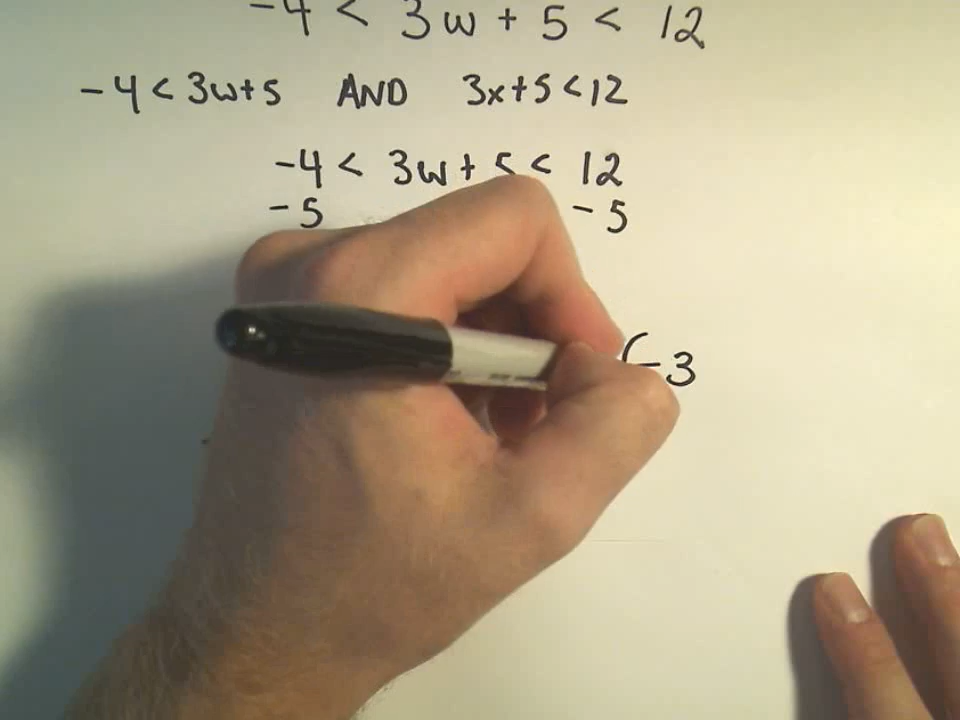 -4 < 3w + 5 < 12
-4 < 3w+5 AND 3x+5 < 12
-4 < 3w + 5 < 12
-5 -5
(-3